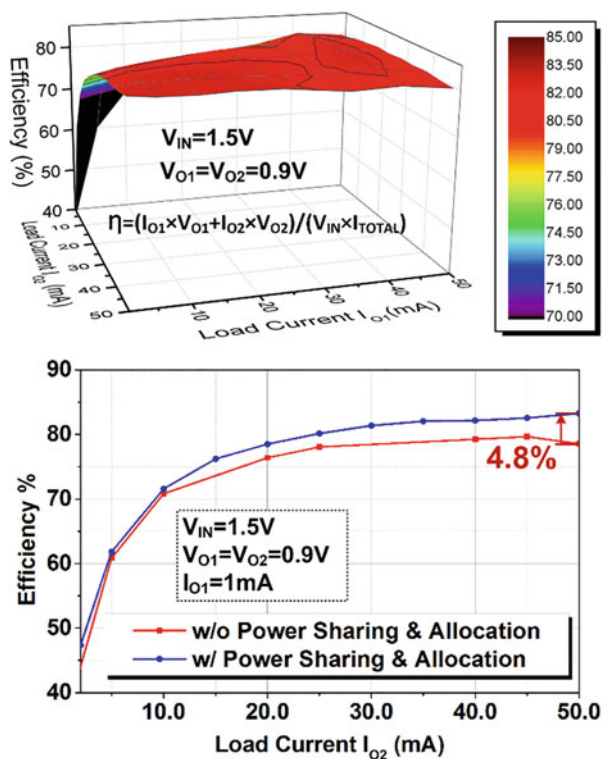 Efficiency (%)
80
70
60
50
40
V_IN=1.5V
V_O1=V_O2=0.9V
η=(I_O1×V_O1+I_O2×V_O2)/(V_IN×I_TOTAL)
Load Current I_O2 (mA)
10
20
30
40
50
Load Current I_O1(mA)
10
20
30
40
50
85.00
83.50
82.00
80.50
79.00
77.50
76.00
74.50
73.00
71.50
70.00
Efficiency %
90
80
70
60
50
40
4.8%
V_IN=1.5V
V_O1=V_O2=0.9V
I_O1=1mA
w/o Power Sharing & Allocation
w/ Power Sharing & Allocation
10.0 20.0 30.0 40.0 50.0
Load Current I_O2 (mA)